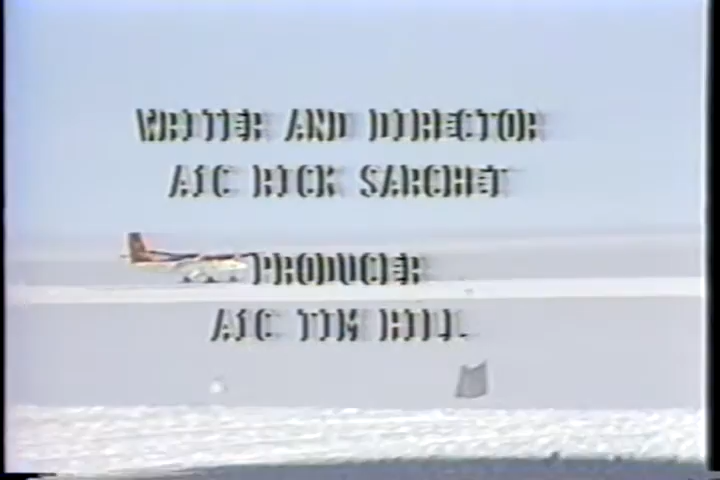 WRITER AND DIRECTOR
A1C RICK SARCHET
PRODUCER
A1C TIM HILL